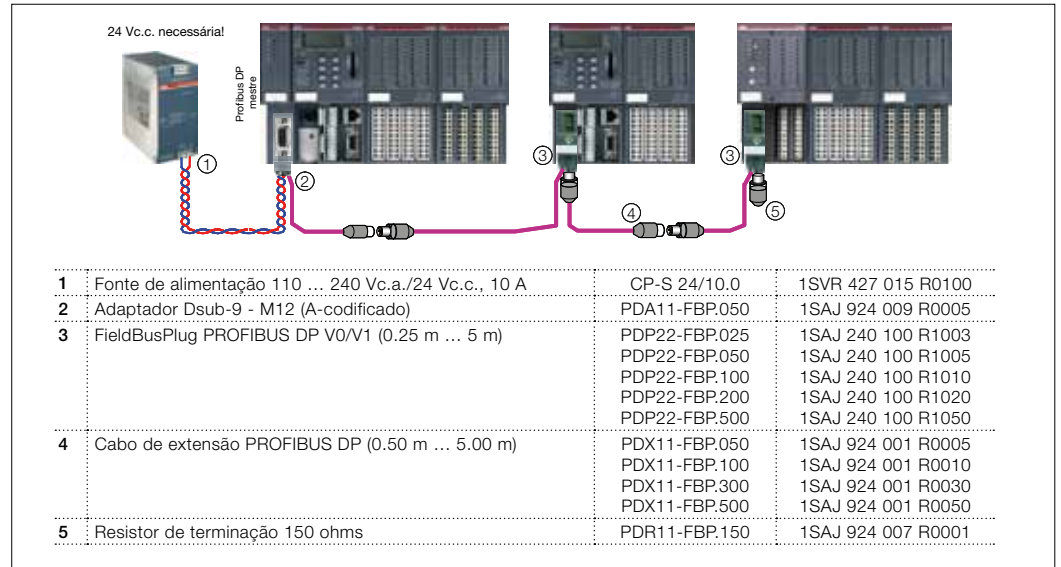 24 Vc.c. necessária!
Profibus DP
mestre
1
2
3
3
4
5
1 Fonte de alimentação 110 … 240 Vc.a./24 Vc.c., 10 A CP-S 24/10.0 1SVR 427 015 R0100
2 Adaptador Dsub-9 - M12 (A-codificado) PDA11-FBP.050 1SAJ 924 009 R0005
3 FieldBusPlug PROFIBUS DP V0/V1 (0.25 m … 5 m) PDP22-FBP.025 1SAJ 240 100 R1003
PDP22-FBP.050 1SAJ 240 100 R1005
PDP22-FBP.100 1SAJ 240 100 R1010
PDP22-FBP.200 1SAJ 240 100 R1020
PDP22-FBP.500 1SAJ 240 100 R1050
4 Cabo de extensão PROFIBUS DP (0.50 m … 5.00 m) PDX11-FBP.050 1SAJ 924 001 R0005
PDX11-FBP.100 1SAJ 924 001 R0010
PDX11-FBP.300 1SAJ 924 001 R0030
PDX11-FBP.500 1SAJ 924 001 R0050
5 Resistor de terminação 150 ohms PDR11-FBP.150 1SAJ 924 007 R0001